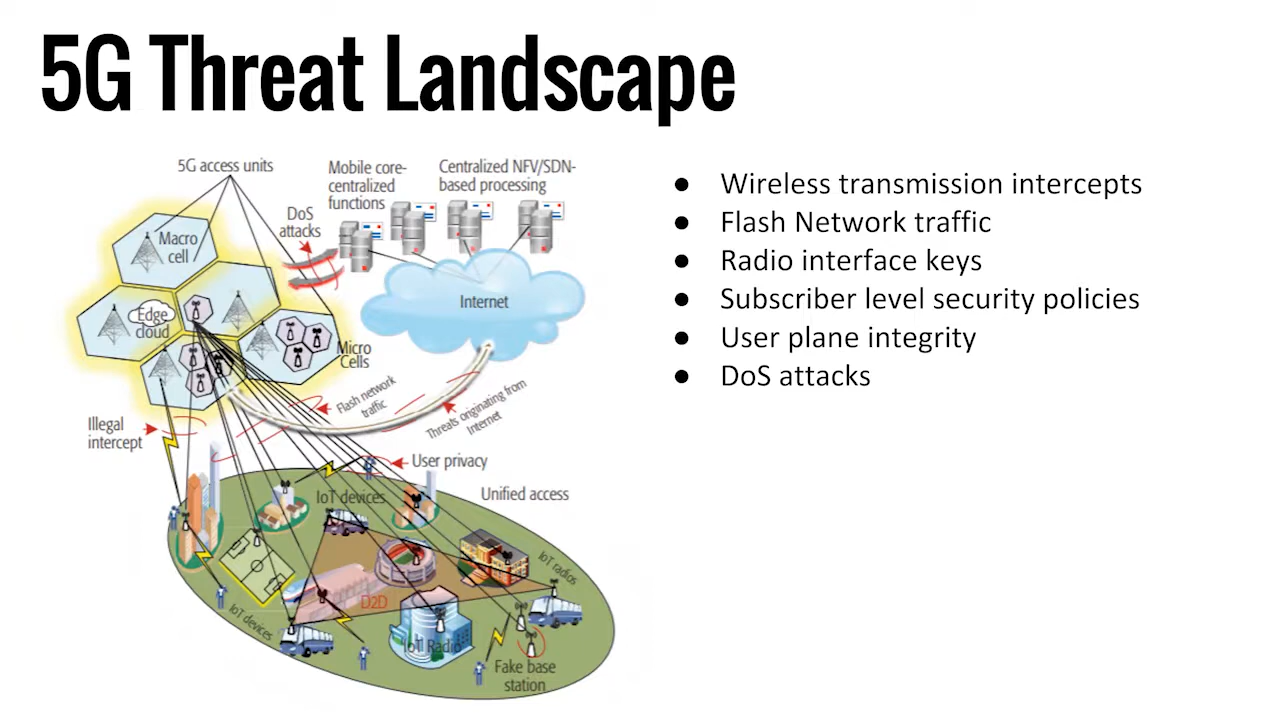 5G Threat Landscape
5G access units
Mobile core-
centralized
functions
Centralized NFV/SDN-
based processing
DoS
attacks
Macro
cell
Edge
cloud
Internet
Micro
Cells
Flash network
traffic
Threats originating from
Internet
Illegal
intercept
User privacy
Unified access
IoT devices
IoT radios
D2D
IoT devices
IoT Radio
Fake base
station
● Wireless transmission intercepts
● Flash Network traffic
● Radio interface keys
● Subscriber level security policies
● User plane integrity
● DoS attacks